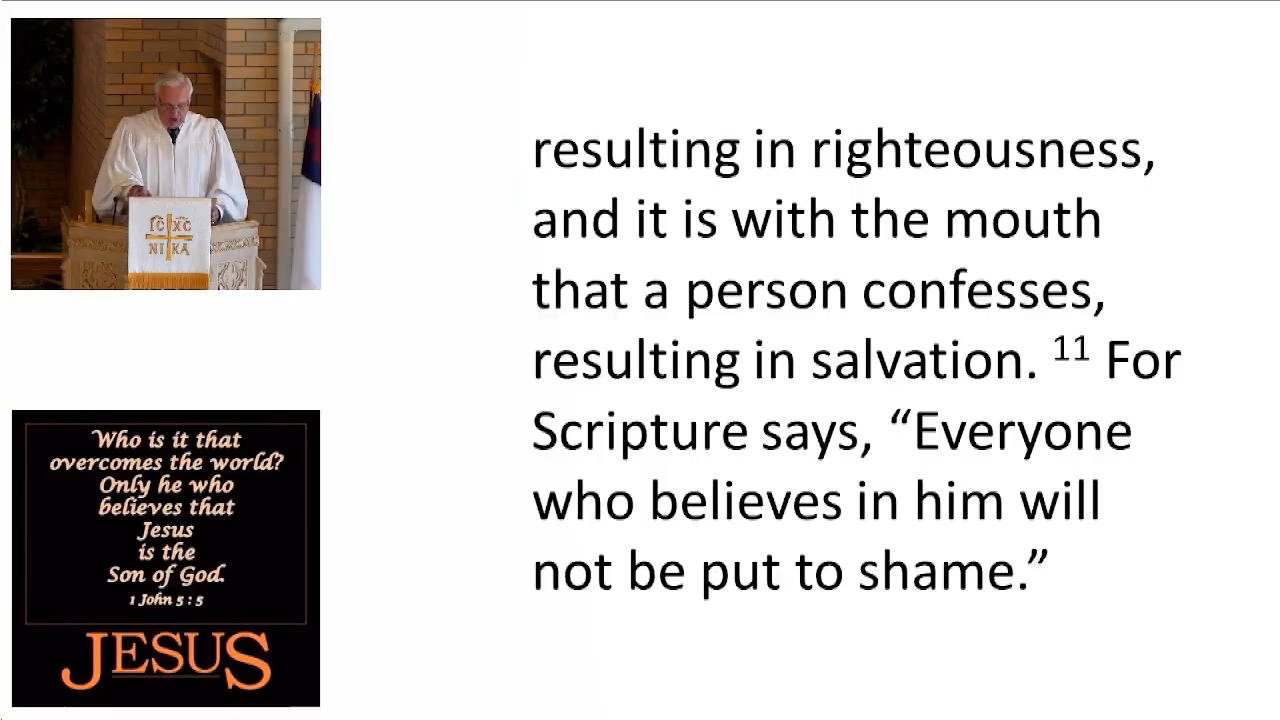 IC XC
NI KA
resulting in righteousness,
and it is with the mouth
that a person confesses,
resulting in salvation. ¹¹ For
Scripture says, “Everyone
who believes in him will
not be put to shame.”
Who is it that
overcomes the world?
Only he who
believes that
Jesus
is the
Son of God.
1 John 5 : 5
JESUS